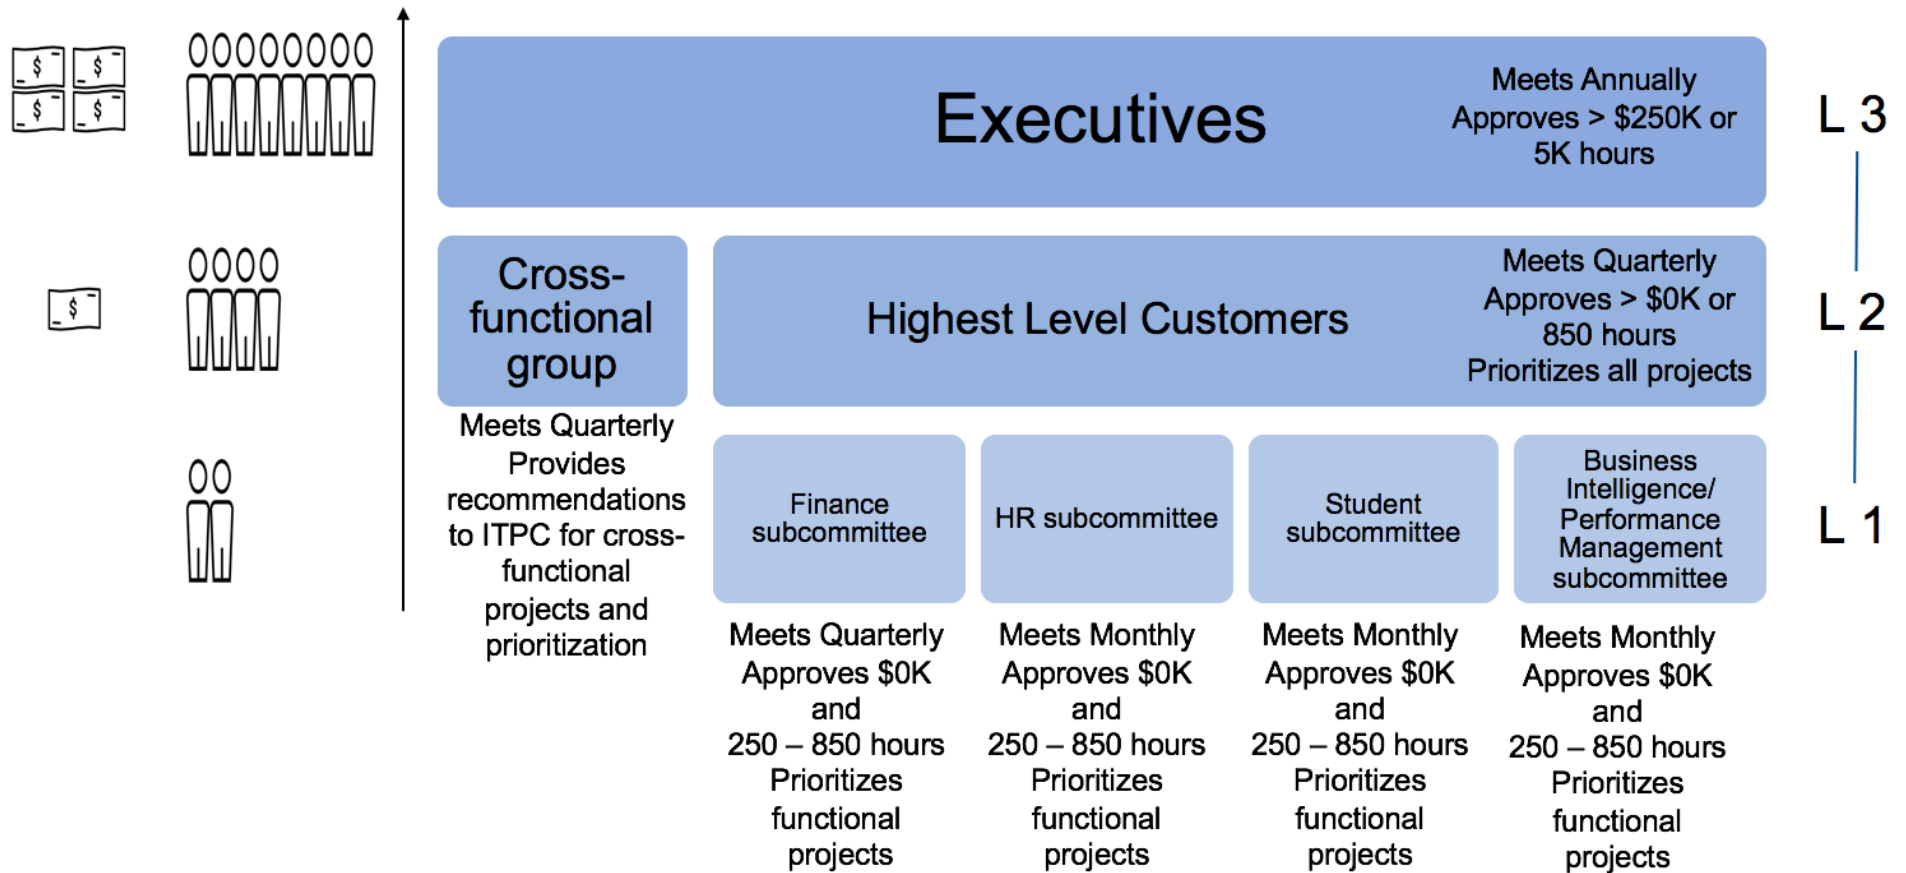 $ $
$ $
Executives
Meets Annually
Approves > $250K or
5K hours
L 3
$
Cross-
functional
group
Highest Level Customers
Meets Quarterly
Approves > $0K or
850 hours
Prioritizes all projects
L 2
Meets Quarterly
Provides
recommendations
to ITPC for cross-
functional
projects and
prioritization
Finance
subcommittee
HR subcommittee
Student
subcommittee
Business
Intelligence/
Performance
Management
subcommittee
L 1
Meets Quarterly
Approves $0K
and
250 – 850 hours
Prioritizes
functional
projects
Meets Monthly
Approves $0K
and
250 – 850 hours
Prioritizes
functional
projects
Meets Monthly
Approves $0K
and
250 – 850 hours
Prioritizes
functional
projects
Meets Monthly
Approves $0K
and
250 – 850 hours
Prioritizes
functional
projects